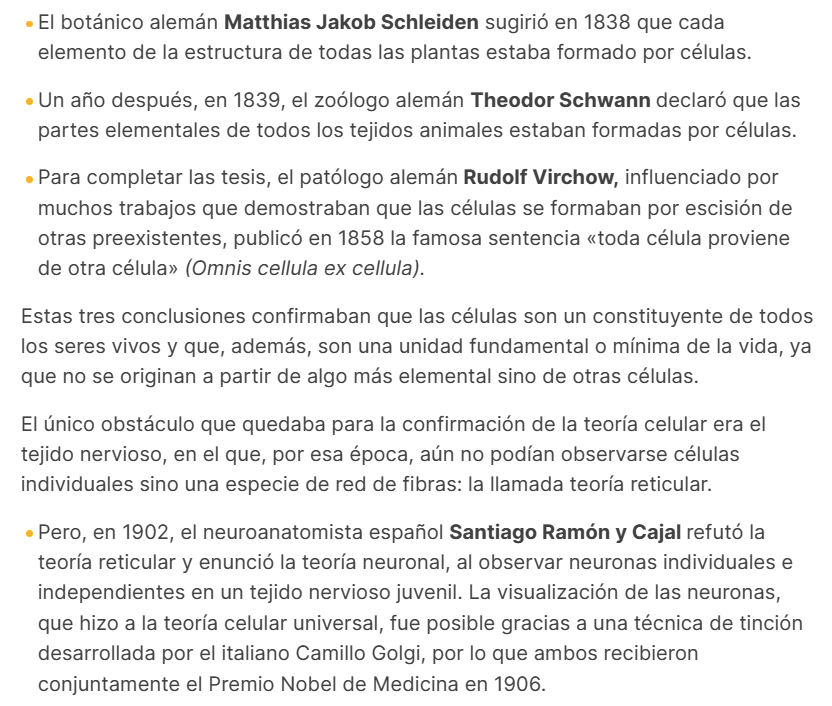 • El botánico alemán Matthias Jakob Schleiden sugirió en 1838 que cada
elemento de la estructura de todas las plantas estaba formado por células.
• Un año después, en 1839, el zoólogo alemán Theodor Schwann declaró que las
partes elementales de todos los tejidos animales estaban formadas por células.
• Para completar las tesis, el patólogo alemán Rudolf Virchow, influenciado por
muchos trabajos que demostraban que las células se formaban por escisión de
otras preexistentes, publicó en 1858 la famosa sentencia «toda célula proviene
de otra célula» (Omnis cellula ex cellula).
Estas tres conclusiones confirmaban que las células son un constituyente de todos
los seres vivos y que, además, son una unidad fundamental o mínima de la vida, ya
que no se originan a partir de algo más elemental sino de otras células.
El único obstáculo que quedaba para la confirmación de la teoría celular era el
tejido nervioso, en el que, por esa época, aún no podían observarse células
individuales sino una especie de red de fibras: la llamada teoría reticular.
• Pero, en 1902, el neuroanatomista español Santiago Ramón y Cajal refutó la
teoría reticular y enunció la teoría neuronal, al observar neuronas individuales e
independientes en un tejido nervioso juvenil. La visualización de las neuronas,
que hizo a la teoría celular universal, fue posible gracias a una técnica de tinción
desarrollada por el italiano Camillo Golgi, por lo que ambos recibieron
conjuntamente el Premio Nobel de Medicina en 1906.